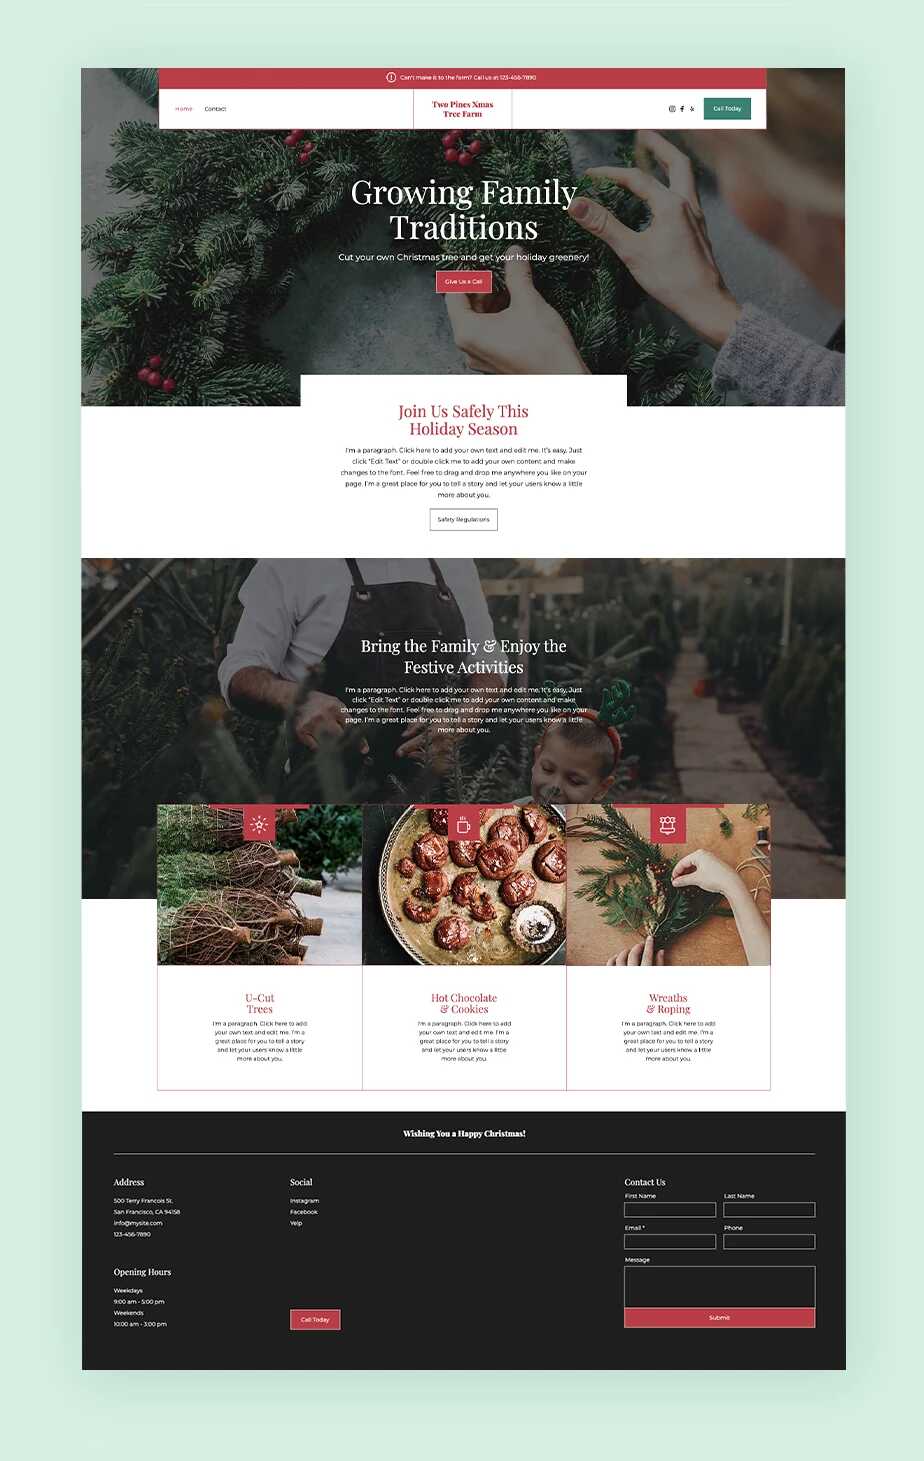 Can't make it to the farm? Call us at 123-456-7890
Home
Contact
Two Pines Xmas
Tree Farm
Call Today
Growing Family
Traditions
Cut your own Christmas tree and get your holiday greenery!
Give Us a Call
Join Us Safely This
Holiday Season
I'm a paragraph. Click here to add your own text and edit me. It's easy. Just
click "Edit Text" or double click me to add your own content and make
changes to the font. Feel free to drag and drop me anywhere you like on your
page. I'm a great place for you to tell a story and let your users know a little
more about you.
Safety Regulations
Bring the Family & Enjoy the
Festive Activities
I'm a paragraph. Click here to add your own text and edit me. It's easy. Just
click "Edit Text" or double click me to add your own content and make
changes to the font. Feel free to drag and drop me anywhere you like on your
page. I'm a great place for you to tell a story and let your users know a little
more about you.
U-Cut
Trees
I'm a paragraph. Click here to add
your own text and edit me. I'm a
great place for you to tell a story
and let your users know a little
more about you.
Hot Chocolate
& Cookies
I'm a paragraph. Click here to add
your own text and edit me. I'm a
great place for you to tell a story
and let your users know a little
more about you.
Wreaths
& Roping
I'm a paragraph. Click here to add
your own text and edit me. I'm a
great place for you to tell a story
and let your users know a little
more about you.
Wishing You a Happy Christmas!
Address
500 Terry Francois St.
San Francisco, CA 94158
info@mysite.com
123-456-7890
Opening Hours
Weekdays
9:00 am - 5:00 pm
Weekends
10:00 am - 3:00 pm
Social
Instagram
Facebook
Yelp
Call Today
Contact Us
First Name
Last Name
Email *
Phone
Message
Submit